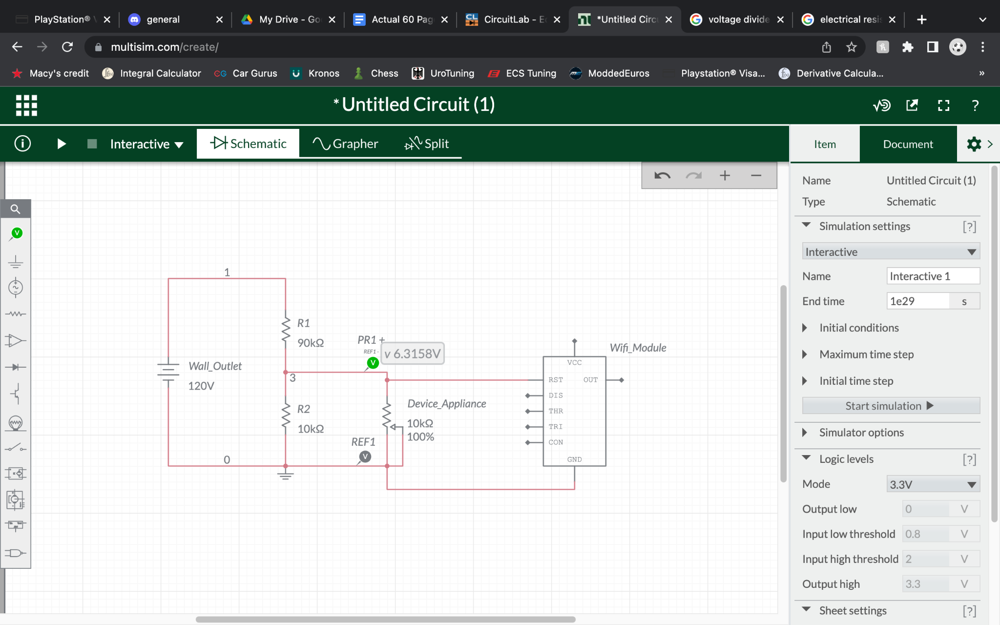 PlayStation®
general
My Drive - Go
Actual 60 Pag
CircuitLab - E
*Untitled Circ
voltage divide
electrical resis
multisim.com/create/
Macy's credit
Integral Calculator
CG Car Gurus
Kronos
Chess
UroTuning
ECS Tuning
ModdedEuros
Playstation® Visa...
Derivative Calcula...
»
*Untitled Circuit (1)
?
Interactive
Schematic
Grapher
Split
Item
Document
Name Untitled Circuit (1)
Type Schematic
Simulation settings [?]
Interactive
Name Interactive 1
End time 1e29 s
Initial conditions
Maximum time step
Initial time step
Start simulation
Simulator options
Logic levels [?]
Mode 3.3V
Output low 0 V
Input low threshold 0.8 V
Input high threshold 2 V
Output high 3.3 V
Sheet settings [?]
V
1
R1
90kΩ
Wall_Outlet
120V
PR1 +
REF1 -
v 6.3158V
V
3
R2
10kΩ
Device_Appliance
10kΩ
100%
REF1
V
0
Wifi_Module
VCC
RST OUT
DIS
THR
TRI
CON
GND